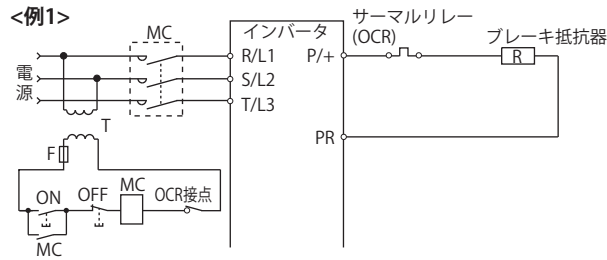 <例1>
MC
インバータ
サーマルリレー
(OCR)
ブレーキ抵抗器
R/L1
P/+
R
電源
S/L2
T/L3
T
PR
F
ON
OFF
MC
OCR接点
MC